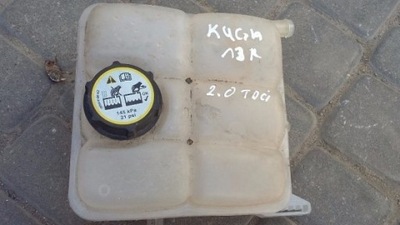 KUGA
13R
2.0 TDCi
145 kPa
21 psi